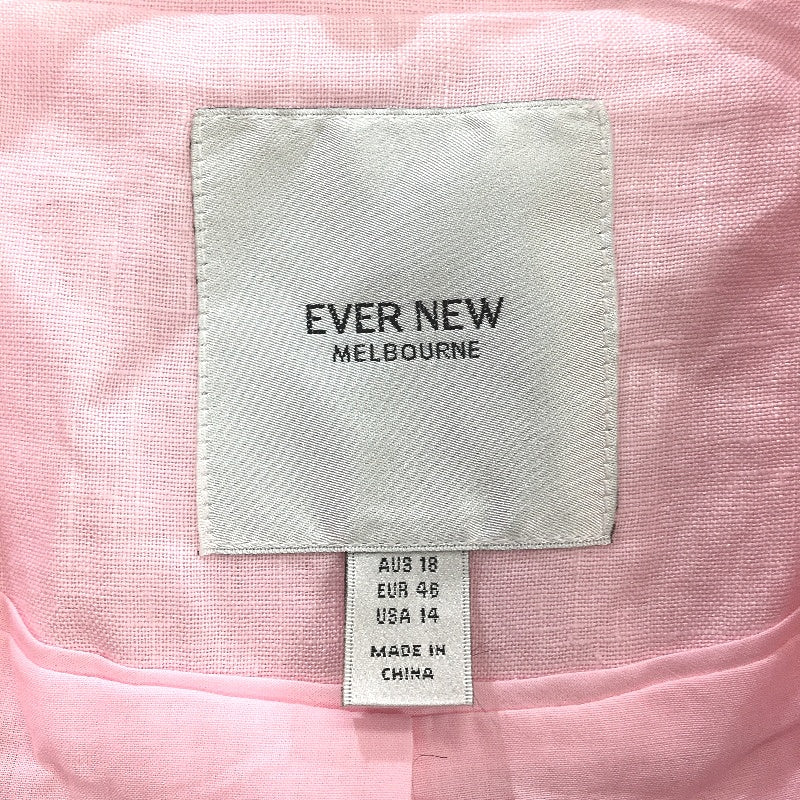 EVER NEW
MELBOURNE
AUS 18
EUR 46
USA 14
MADE IN
CHINA